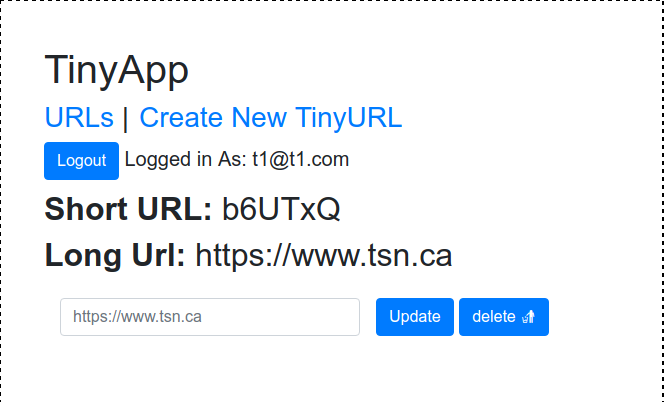 TinyApp
URLs | Create New TinyURL
Logout Logged in As: t1@t1.com
Short URL: b6UTxQ
Long Url: https://www.tsn.ca
https://www.tsn.ca Update delete